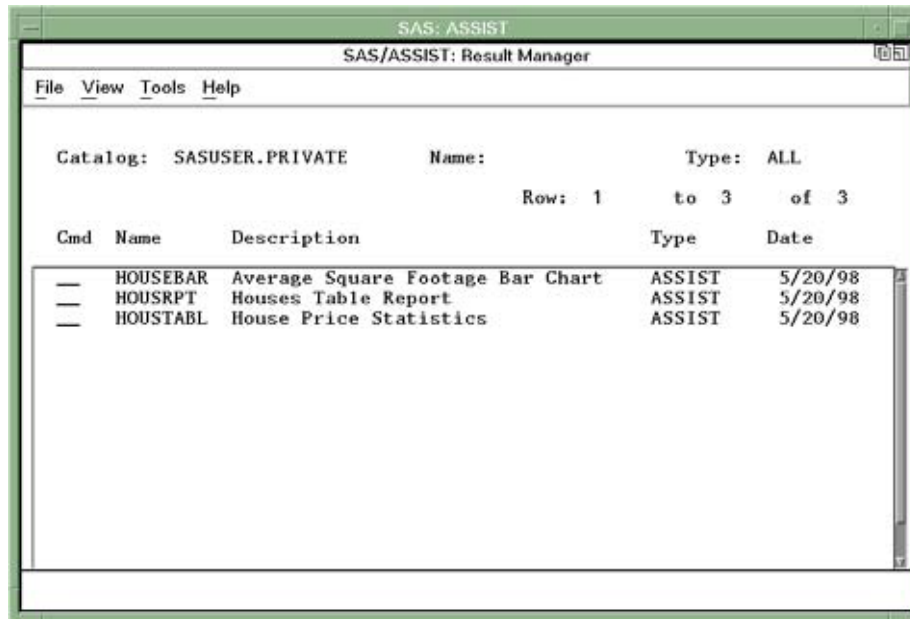 SAS: ASSIST
SAS/ASSIST: Result Manager
File View Tools Help
Catalog: SASUSER.PRIVATE Name: Type: ALL
Row: 1 to 3 of 3
Cmd Name Description Type Date
HOUSEBAR Average Square Footage Bar Chart ASSIST 5/20/98
HOUSRPT Houses Table Report ASSIST 5/20/98
HOUSTABL House Price Statistics ASSIST 5/20/98